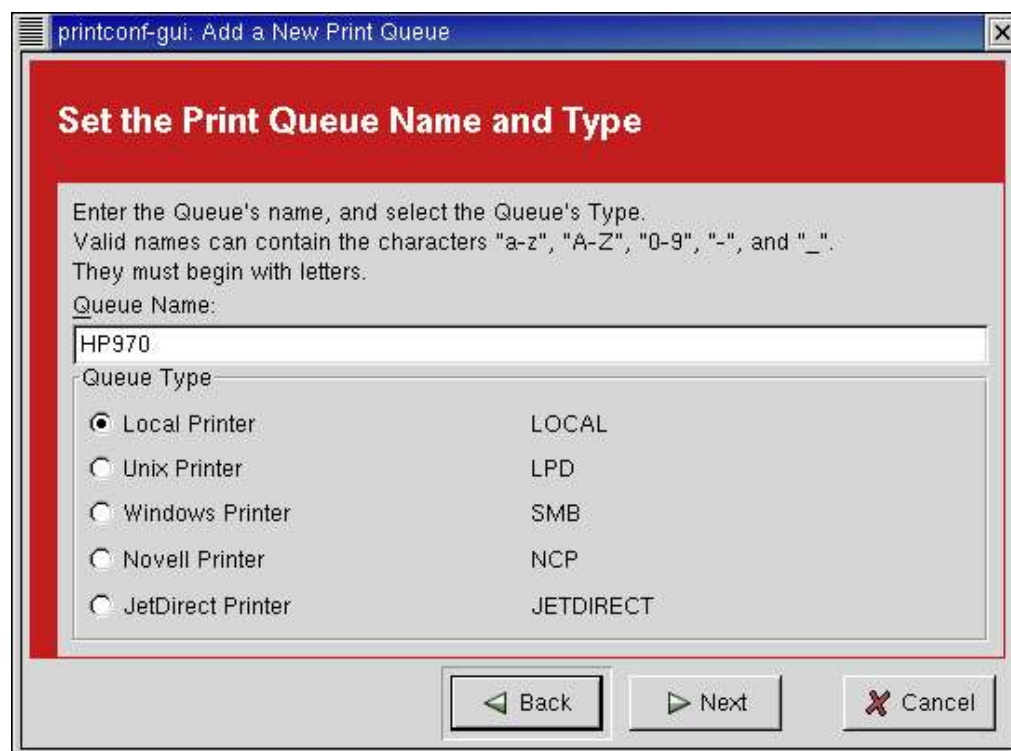 printconf-gui: Add a New Print Queue
Set the Print Queue Name and Type
Enter the Queue's name, and select the Queue's Type.
Valid names can contain the characters "a-z", "A-Z", "0-9", "-", and "_".
They must begin with letters.
Queue Name:
HP970
Queue Type
Local Printer LOCAL
Unix Printer LPD
Windows Printer SMB
Novell Printer NCP
JetDirect Printer JETDIRECT
Back Next Cancel